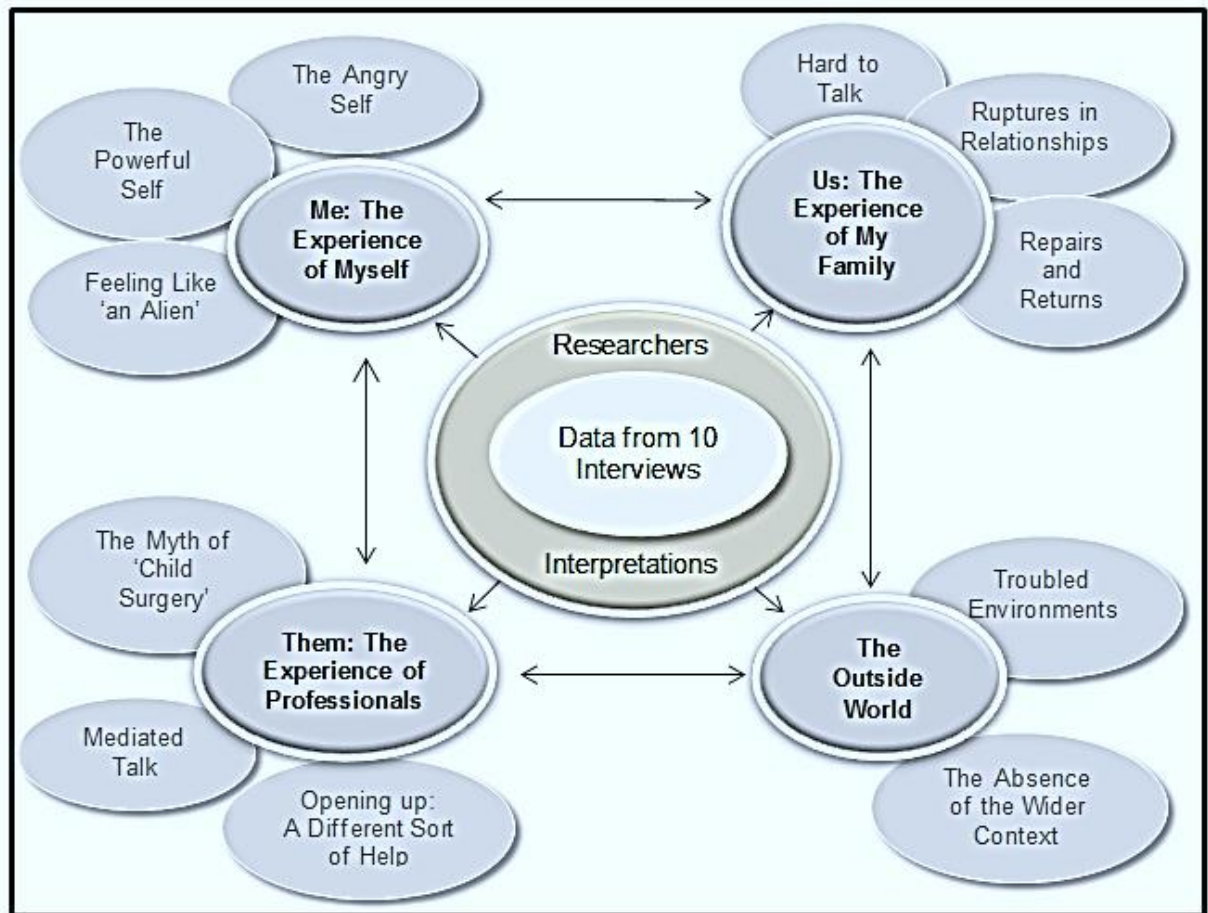 The Angry
Self
The
Powerful
Self
Me: The
Experience
of Myself
Feeling Like
‘an Alien’
Hard to
Talk
Ruptures in
Relationships
Us: The
Experience
of My
Family
Repairs
and
Returns
Researchers
Data from 10
Interviews
Interpretations
The Myth of
‘Child
Surgery’
Them: The
Experience of
Professionals
Mediated
Talk
Opening up:
A Different Sort
of Help
Troubled
Environments
The
Outside
World
The Absence
of the Wider
Context